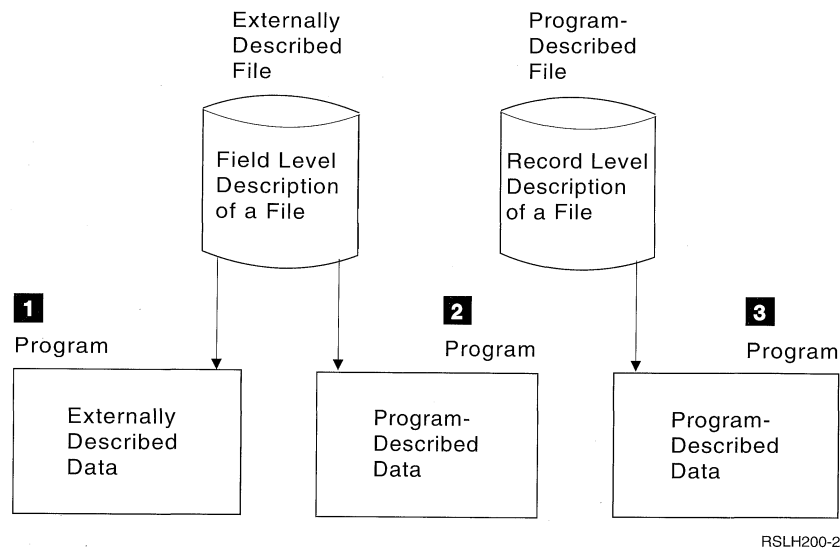 Externally
Described
File
Program-
Described
File
Field Level
Description
of a File
Record Level
Description
of a File
1
Program
2
Program
3
Program
Externally
Described
Data
Program-
Described
Data
Program-
Described
Data
RSLH200-2